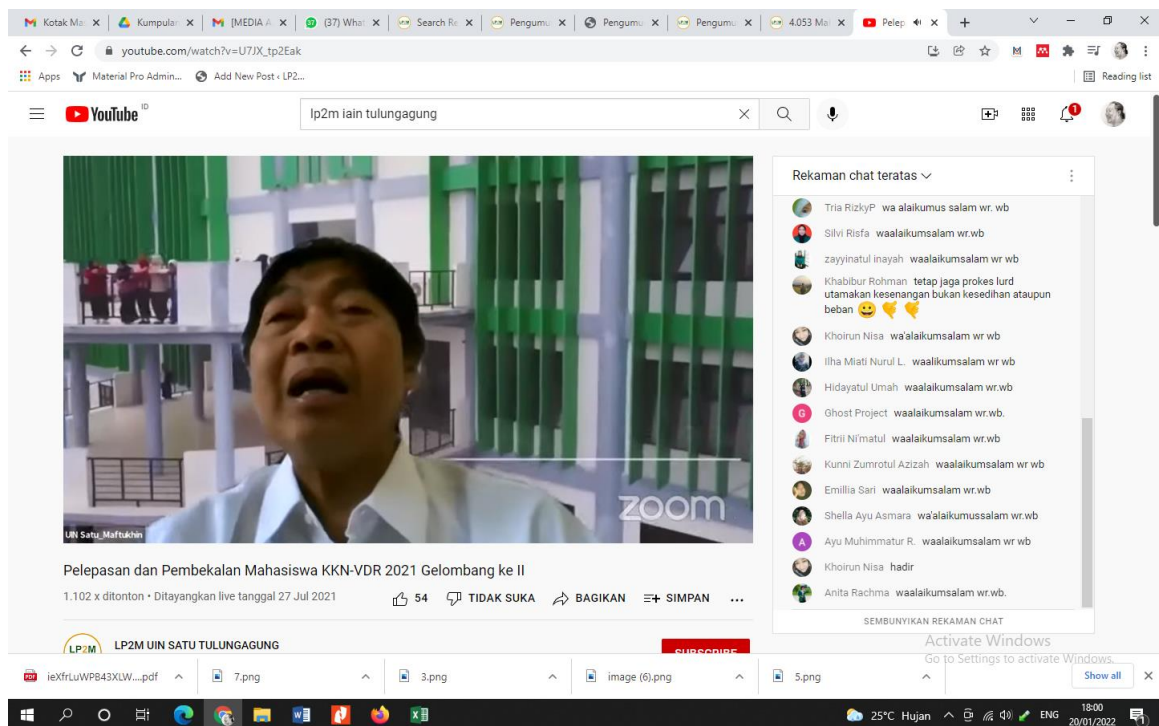 Kotak Ma
Kumpulan
[MEDIA A
(37) What
Search Re
Pengumu
Pengumu
Pengumu
4.053 Mai
Pelep
youtube.com/watch?v=U7JX_tp2Eak
Apps
Material Pro Admin...
Add New Post ‹ LP2...
Reading list
YouTube ID
lp2m iain tulungagung
1
zoom
UIN Satu_Maftukhin
Rekaman chat teratas
Tria RizkyP wa alaikumus salam wr. wb
Silvi Risfa waalaikumsalam wr.wb
zayyinatul inayah waalaikumsalam wr wb
Khabibur Rohman tetap jaga prokes lurd
utamakan kesenangan bukan kesedihan ataupun
beban 😀
Khoirun Nisa wa'alaikumsalam wr wb
Ilha Miati Nurul L. waalikumsalam wr wb
Hidayatul Umah waalaikumsalam wr.wb
G Ghost Project waalaikumsalam wr.wb.
Fitrii Ni'matul waalaikumsalam wr.wb
Kunni Zumrotul Azizah waalaikumsalam wr wb
Emillia Sari waalaikumsalam wr.wb
Shella Ayu Asmara wa'alaikumussalam wr.wb
A Ayu Muhimmatur R. waalaikumsalam wr wb
Khoirun Nisa hadir
Anita Rachma waalaikumsalam wr.wb.
SEMBUNYIKAN REKAMAN CHAT
Pelepasan dan Pembekalan Mahasiswa KKN-VDR 2021 Gelombang ke II
1.102 x ditonton • Ditayangkan live tanggal 27 Jul 2021
54 TIDAK SUKA BAGIKAN SIMPAN ...
LP2M
LP2M UIN SATU TULUNGAGUNG
SUBSCRIBE
Activate Windows
Go to Settings to activate Windows.
ieXfrLuWPB43XLW....pdf
7.png
3.png
image (6).png
5.png
Show all
25°C Hujan
ENG
18:00
20/01/2022